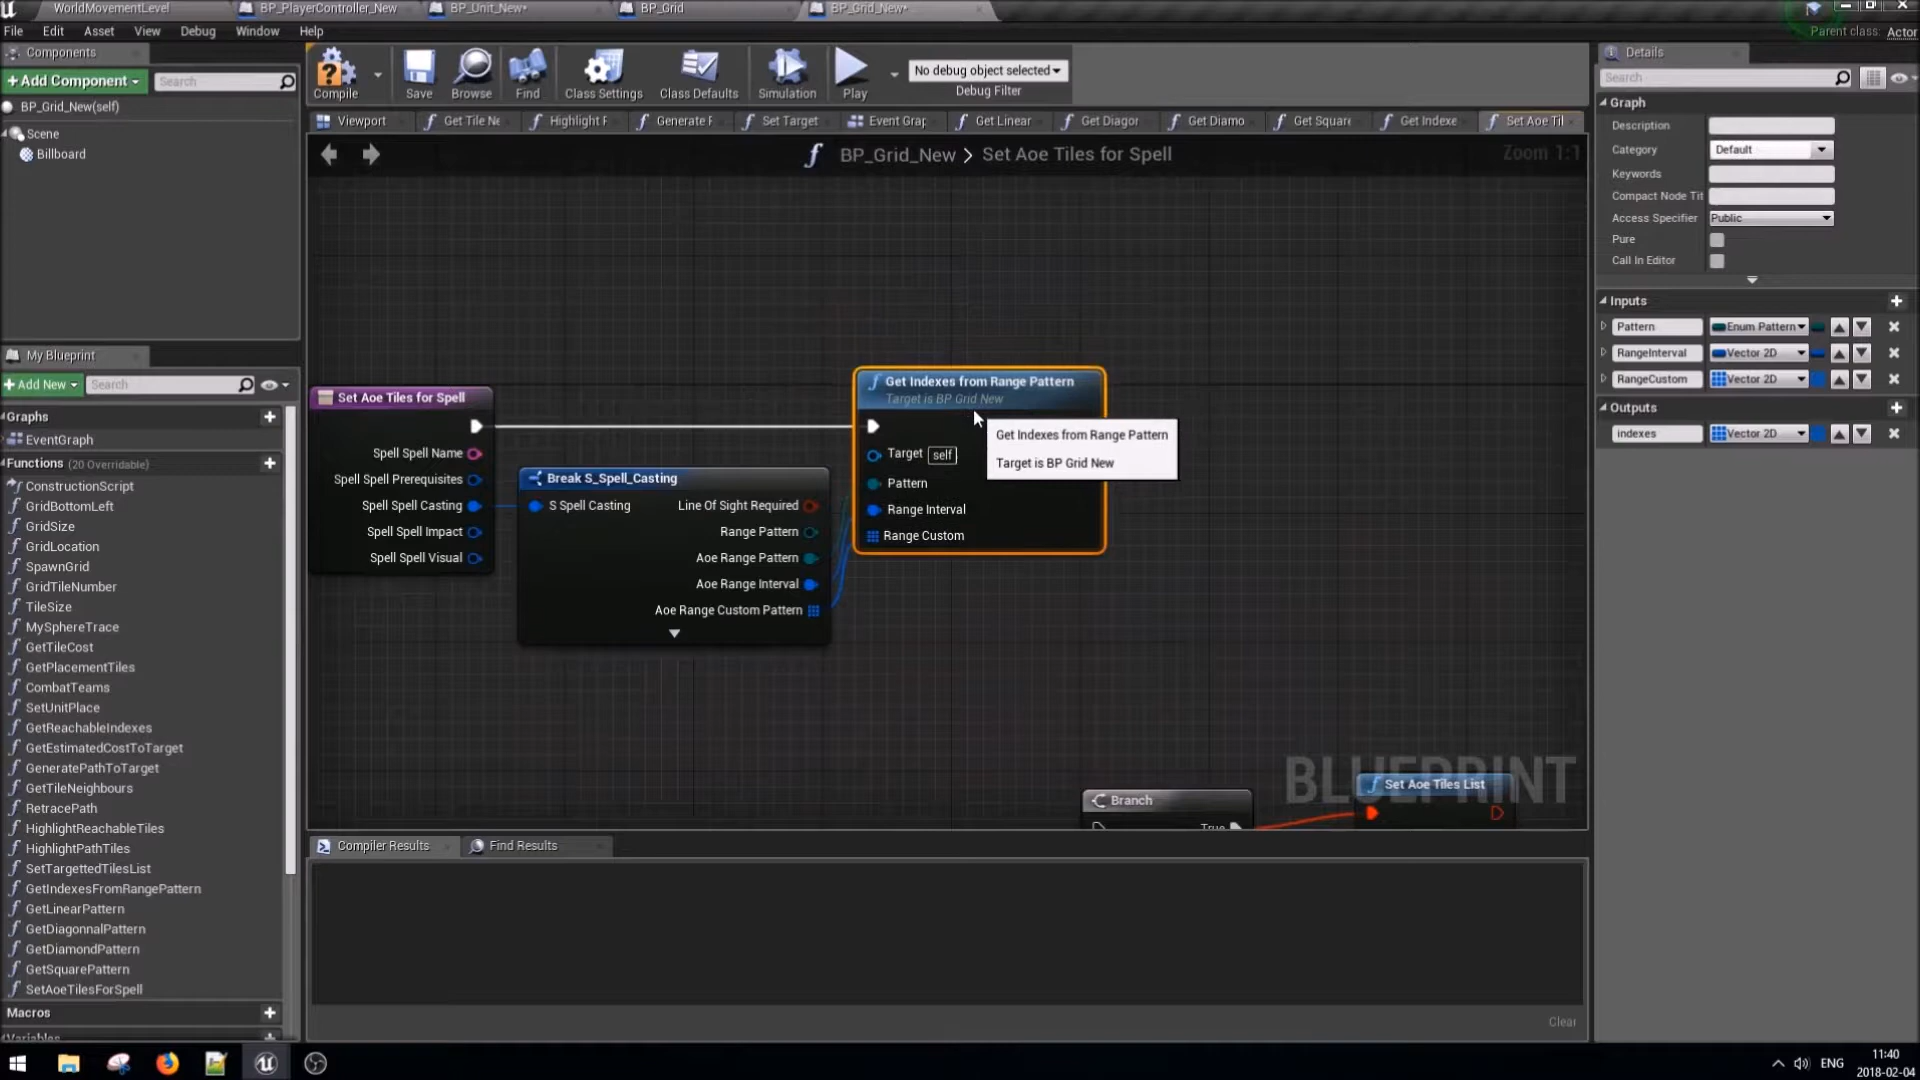 WorldMovementLevel
BP_PlayerController_New
BP_Unit_New*
BP_Grid
BP_Grid_New*
File Edit Asset View Window Debug Help
Parent class: Actor
Components
+Add Component
Search
BP_Grid_New(self)
Scene
Billboard
Compile
Save
Browse
Find
Class Settings
Class Defaults
Simulation
Play
No debug object selected
Debug Filter
Viewport
Get Tile Ne
Highlight F
Generate F
Set Target
Event Grap
Get Linear
Get Diagor
Get Diamo
Get Square
Get Indexe
Set Aoe Til
BP_Grid_New > Set Aoe Tiles for Spell
Zoom 1:1
My Blueprint
+Add New
Search
Graphs
EventGraph
Functions (20 Overridable)
ConstructionScript
GridBottomLeft
GridSize
GridLocation
SpawnGrid
GridTileNumber
TileSize
MySphereTrace
GetTileCost
GetPlacementTiles
CombatTeams
SetUnitPlace
GetReachableIndexes
GetEstimatedCostToTarget
GeneratePathToTarget
GetTileNeighbours
RetracePath
HighlightReachableTiles
HighlightPathTiles
SetTargettedTilesList
GetIndexesFromRangePattern
GetLinearPattern
GetDiagonnalPattern
GetDiamondPattern
GetSquarePattern
SetAoeTilesForSpell
Macros
Variables
Set Aoe Tiles for Spell
Spell Spell Name
Spell Spell Prerequisites
Spell Spell Casting
Spell Spell Impact
Spell Spell Visual
Break S_Spell_Casting
S Spell Casting
Line Of Sight Required
Range Pattern
Aoe Range Pattern
Aoe Range Interval
Aoe Range Custom Pattern
Get Indexes from Range Pattern
Target is BP Grid New
Target self
Pattern
Range Interval
Range Custom
Get Indexes from Range Pattern
Target is BP Grid New
Branch
True
Set Aoe Tiles List
BLUEPRINT
Compiler Results
Find Results
Clear
Details
Search
Graph
Description
Category Default
Keywords
Compact Node Tit
Access Specifier Public
Pure
Call In Editor
Inputs
Pattern Enum Pattern
RangeInterval Vector 2D
RangeCustom Vector 2D
Outputs
indexes Vector 2D
ENG
11:40
2018-02-04